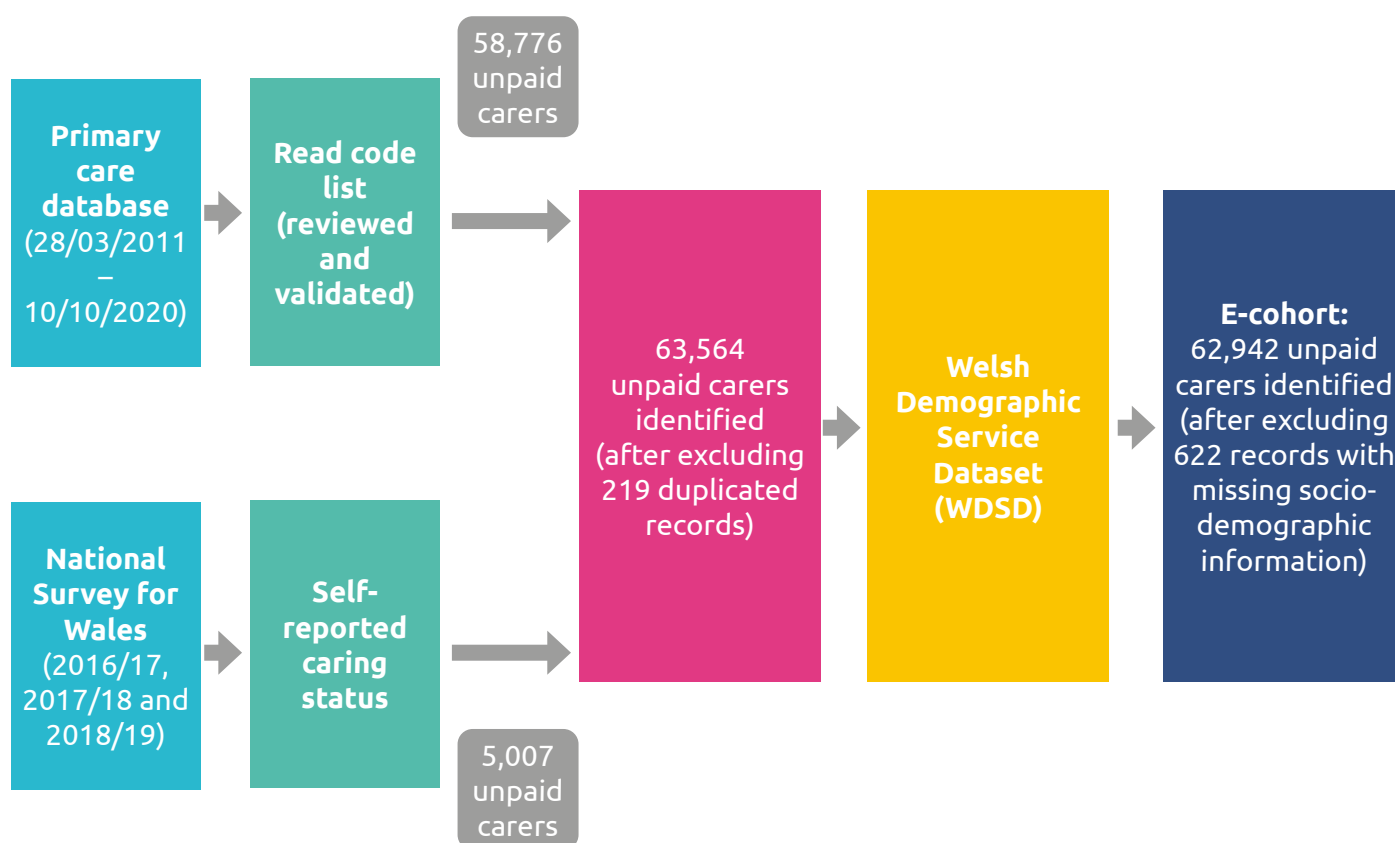 58,776
unpaid
carers
Primary
care
database
(28/03/2011
–
10/10/2020)
Read code
list
(reviewed
and
validated)
National
Survey for
Wales
(2016/17,
2017/18 and
2018/19)
Self-
reported
caring
status
5,007
unpaid
carers
63,564
unpaid carers
identified
(after excluding
219 duplicated
records)
Welsh
Demographic
Service
Dataset
(WDSD)
E-cohort:
62,942 unpaid
carers identified
(after excluding
622 records with
missing socio-
demographic
information)